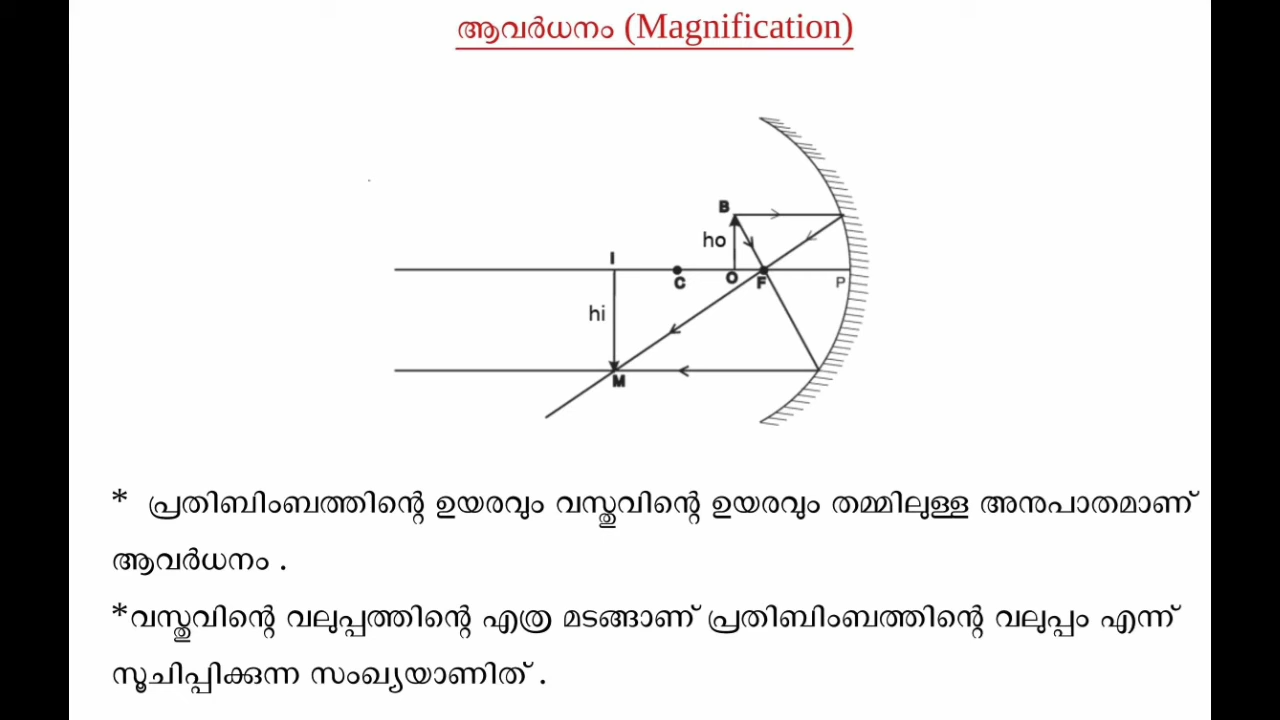 ആവർധനം (Magnification)
B
ho
I
C
O
F
P
hi
M
* പ്രതിബിംബത്തിന്റെ ഉയരവും വസ്തുവിന്റെ ഉയരവും തമ്മിലുള്ള അനുപാതമാണ്
ആവർധനം .
*വസ്തുവിന്റെ വലുപ്പത്തിന്റെ എത്ര മടങ്ങാണ് പ്രതിബിംബത്തിന്റെ വലുപ്പം എന്ന്
സൂചിപ്പിക്കുന്ന സംഖ്യയാണിത് .